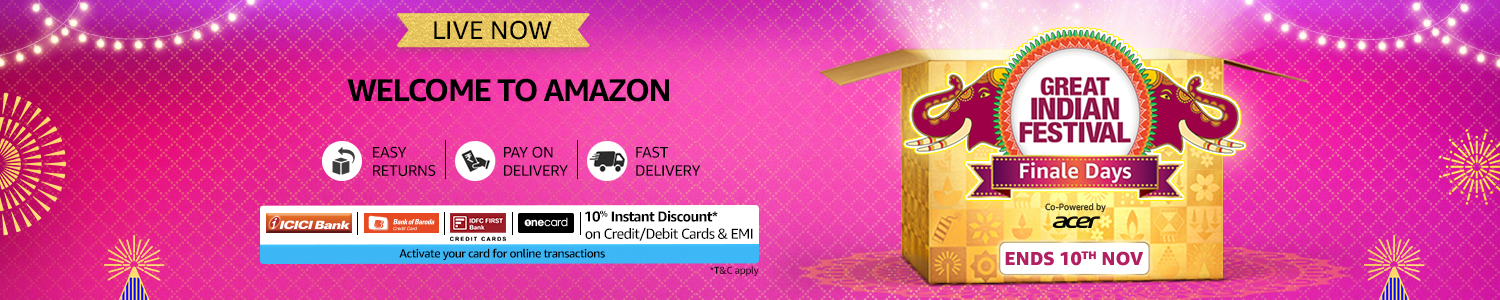 LIVE NOW
WELCOME TO AMAZON
EASY
RETURNS
PAY ON
DELIVERY
FAST
DELIVERY
ICICI Bank
Bank of Baroda
Credit Card
IDFC FIRST
Bank
CREDIT CARDS
onecard
10% Instant Discount*
on Credit/Debit Cards & EMI
Activate your card for online transactions
*T&C apply
GREAT
INDIAN
FESTIVAL
Finale Days
Co-Powered by
acer
ENDS 10TH NOV